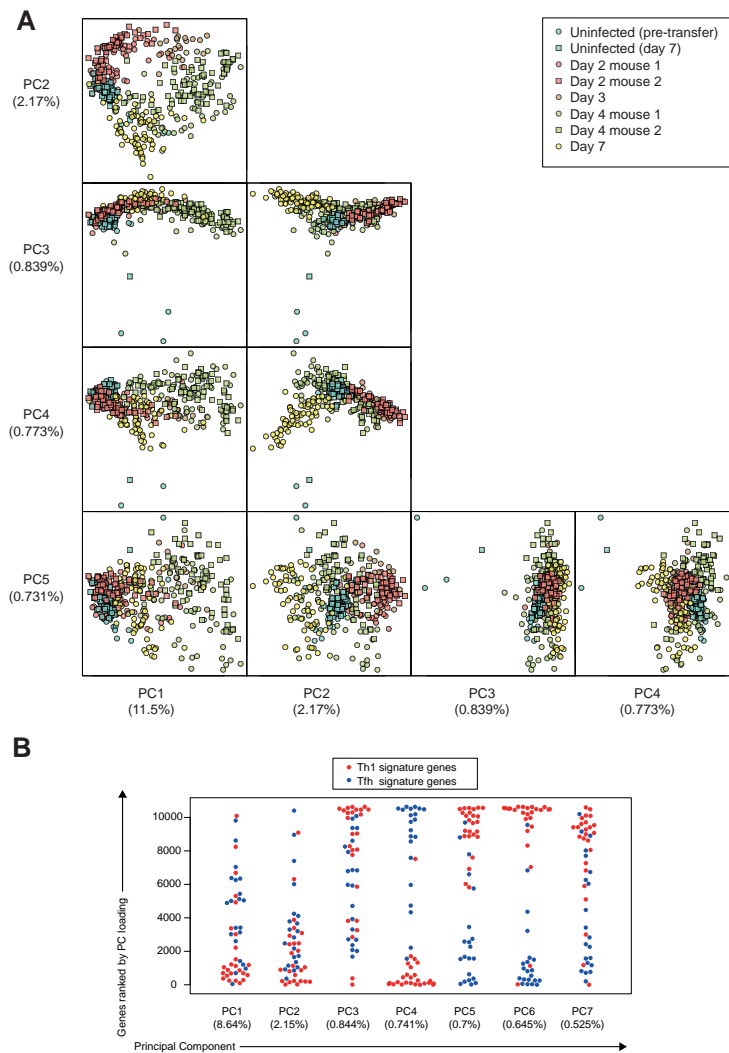 A
Uninfected (pre-transfer)
Uninfected (day 7)
Day 2 mouse 1
Day 2 mouse 2
Day 3
Day 4 mouse 1
Day 4 mouse 2
Day 7
PC2
(2.17%)
PC3
(0.839%)
PC4
(0.773%)
PC5
(0.731%)
PC1
(11.5%)
PC2
(2.17%)
PC3
(0.839%)
PC4
(0.773%)
B
Th1 signature genes
Tfh signature genes
Genes ranked by PC loading
10000
8000
6000
4000
2000
0
PC1
(8.64%)
PC2
(2.15%)
PC3
(0.844%)
PC4
(0.741%)
PC5
(0.7%)
PC6
(0.645%)
PC7
(0.525%)
Principal Component